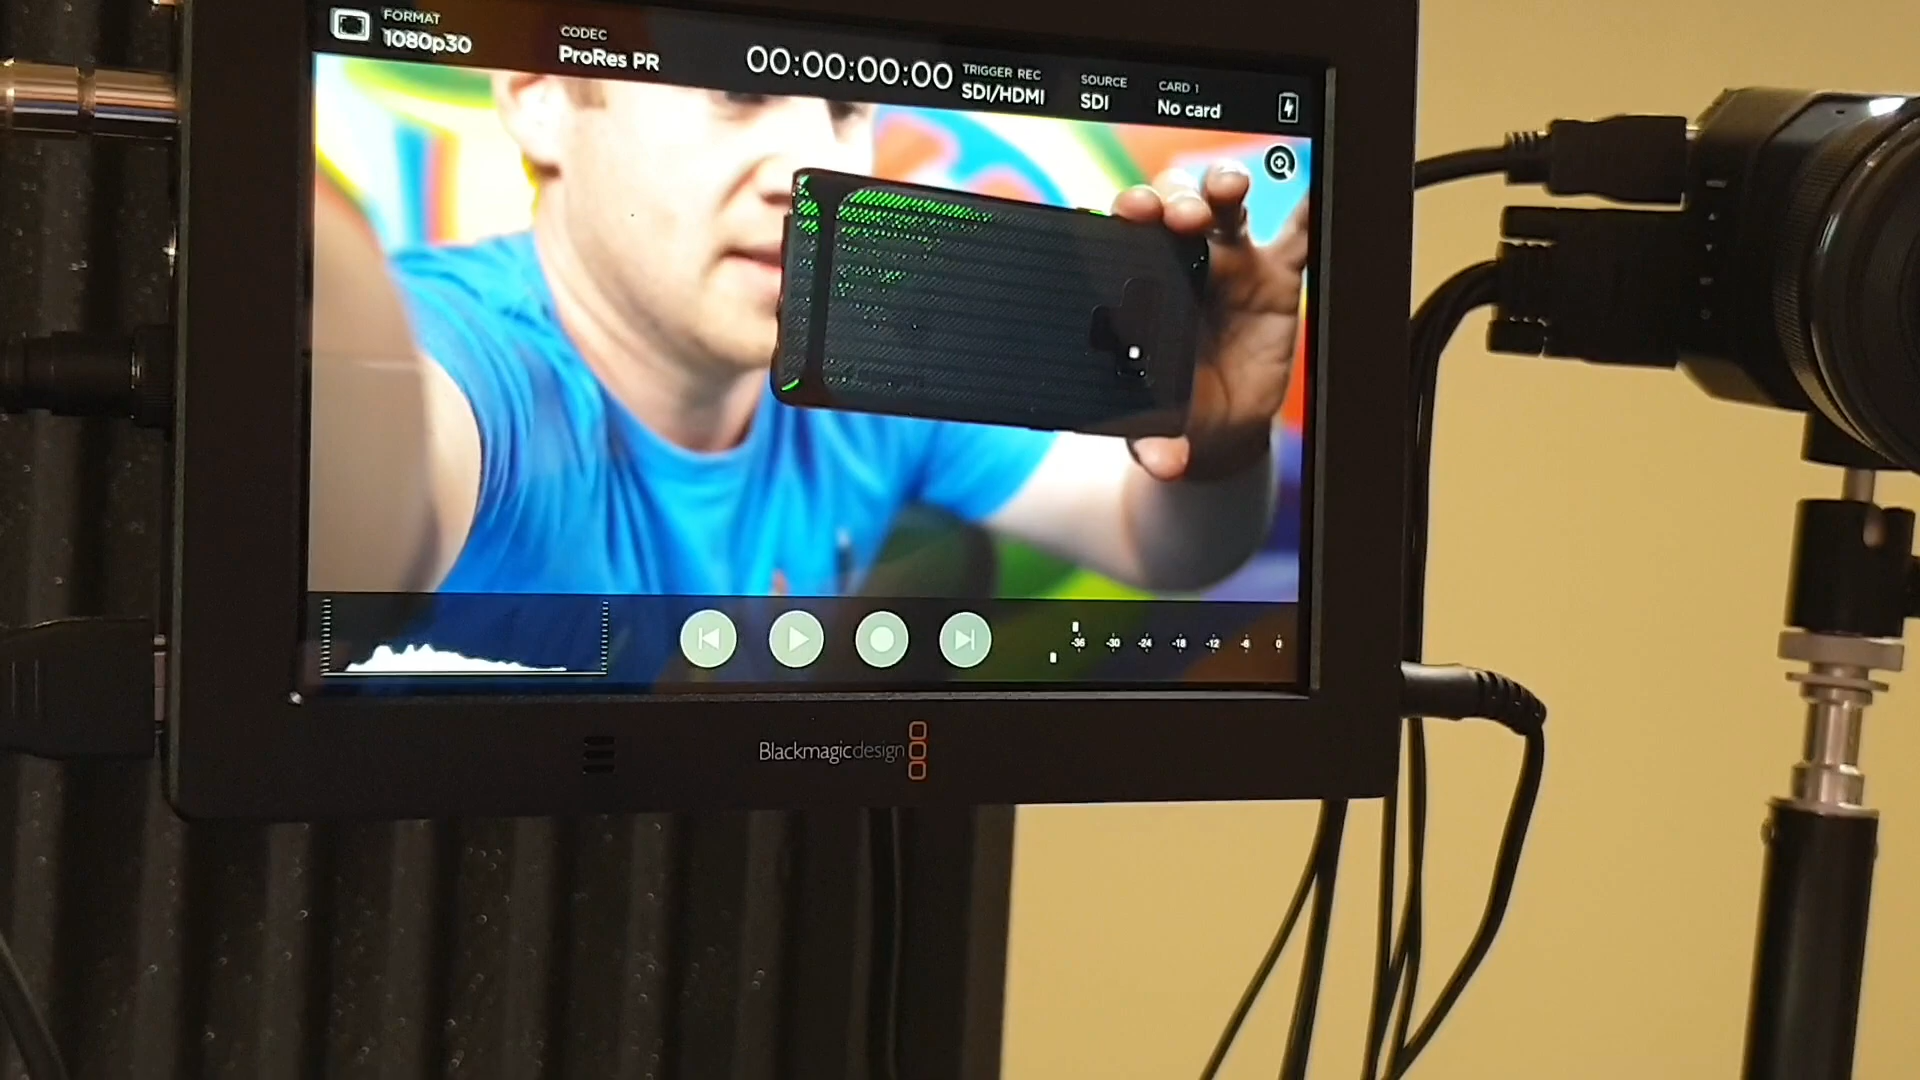 FORMAT
1080p30
CODEC
ProRes PR
00:00:00:00
TRIGGER REC
SDI/HDMI
SOURCE
SDI
CARD 1
No card
-36 -30 -24 -18 -12 -6 0
Blackmagicdesign